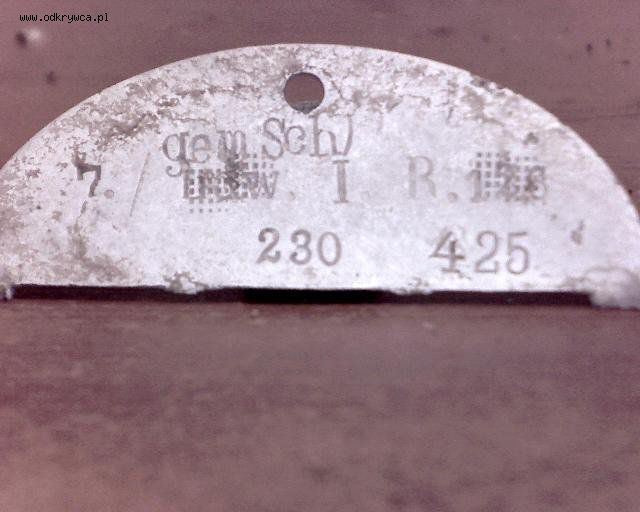 www.odkrywca.pl
gem. Sch/
7./ W. I. R.
230 425